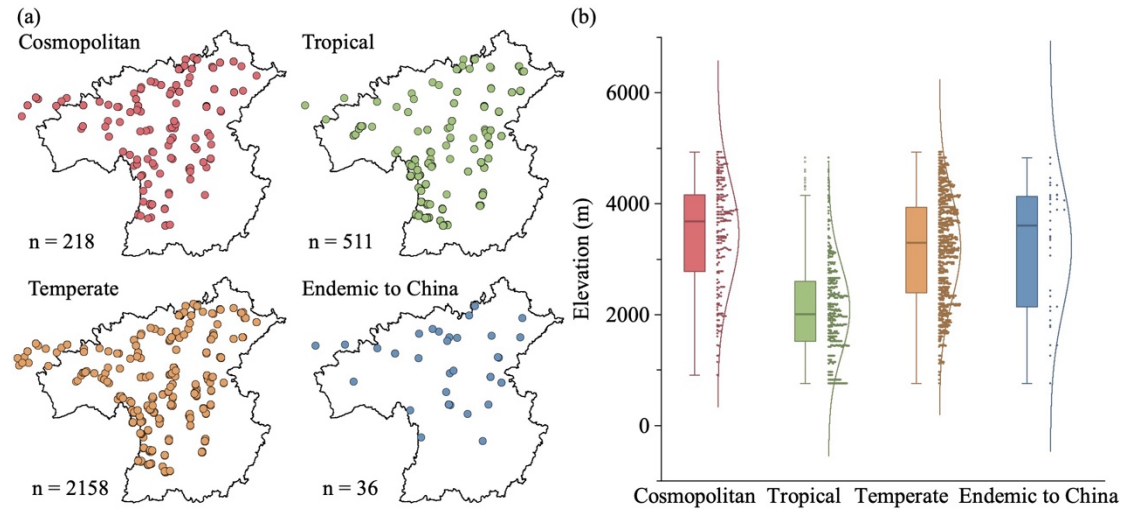 (a)
Cosmopolitan
Tropical
n = 218
n = 511
Temperate
Endemic to China
n = 2158
n = 36
(b)
Elevation (m)
6000
4000
2000
0
Cosmopolitan Tropical Temperate Endemic to China